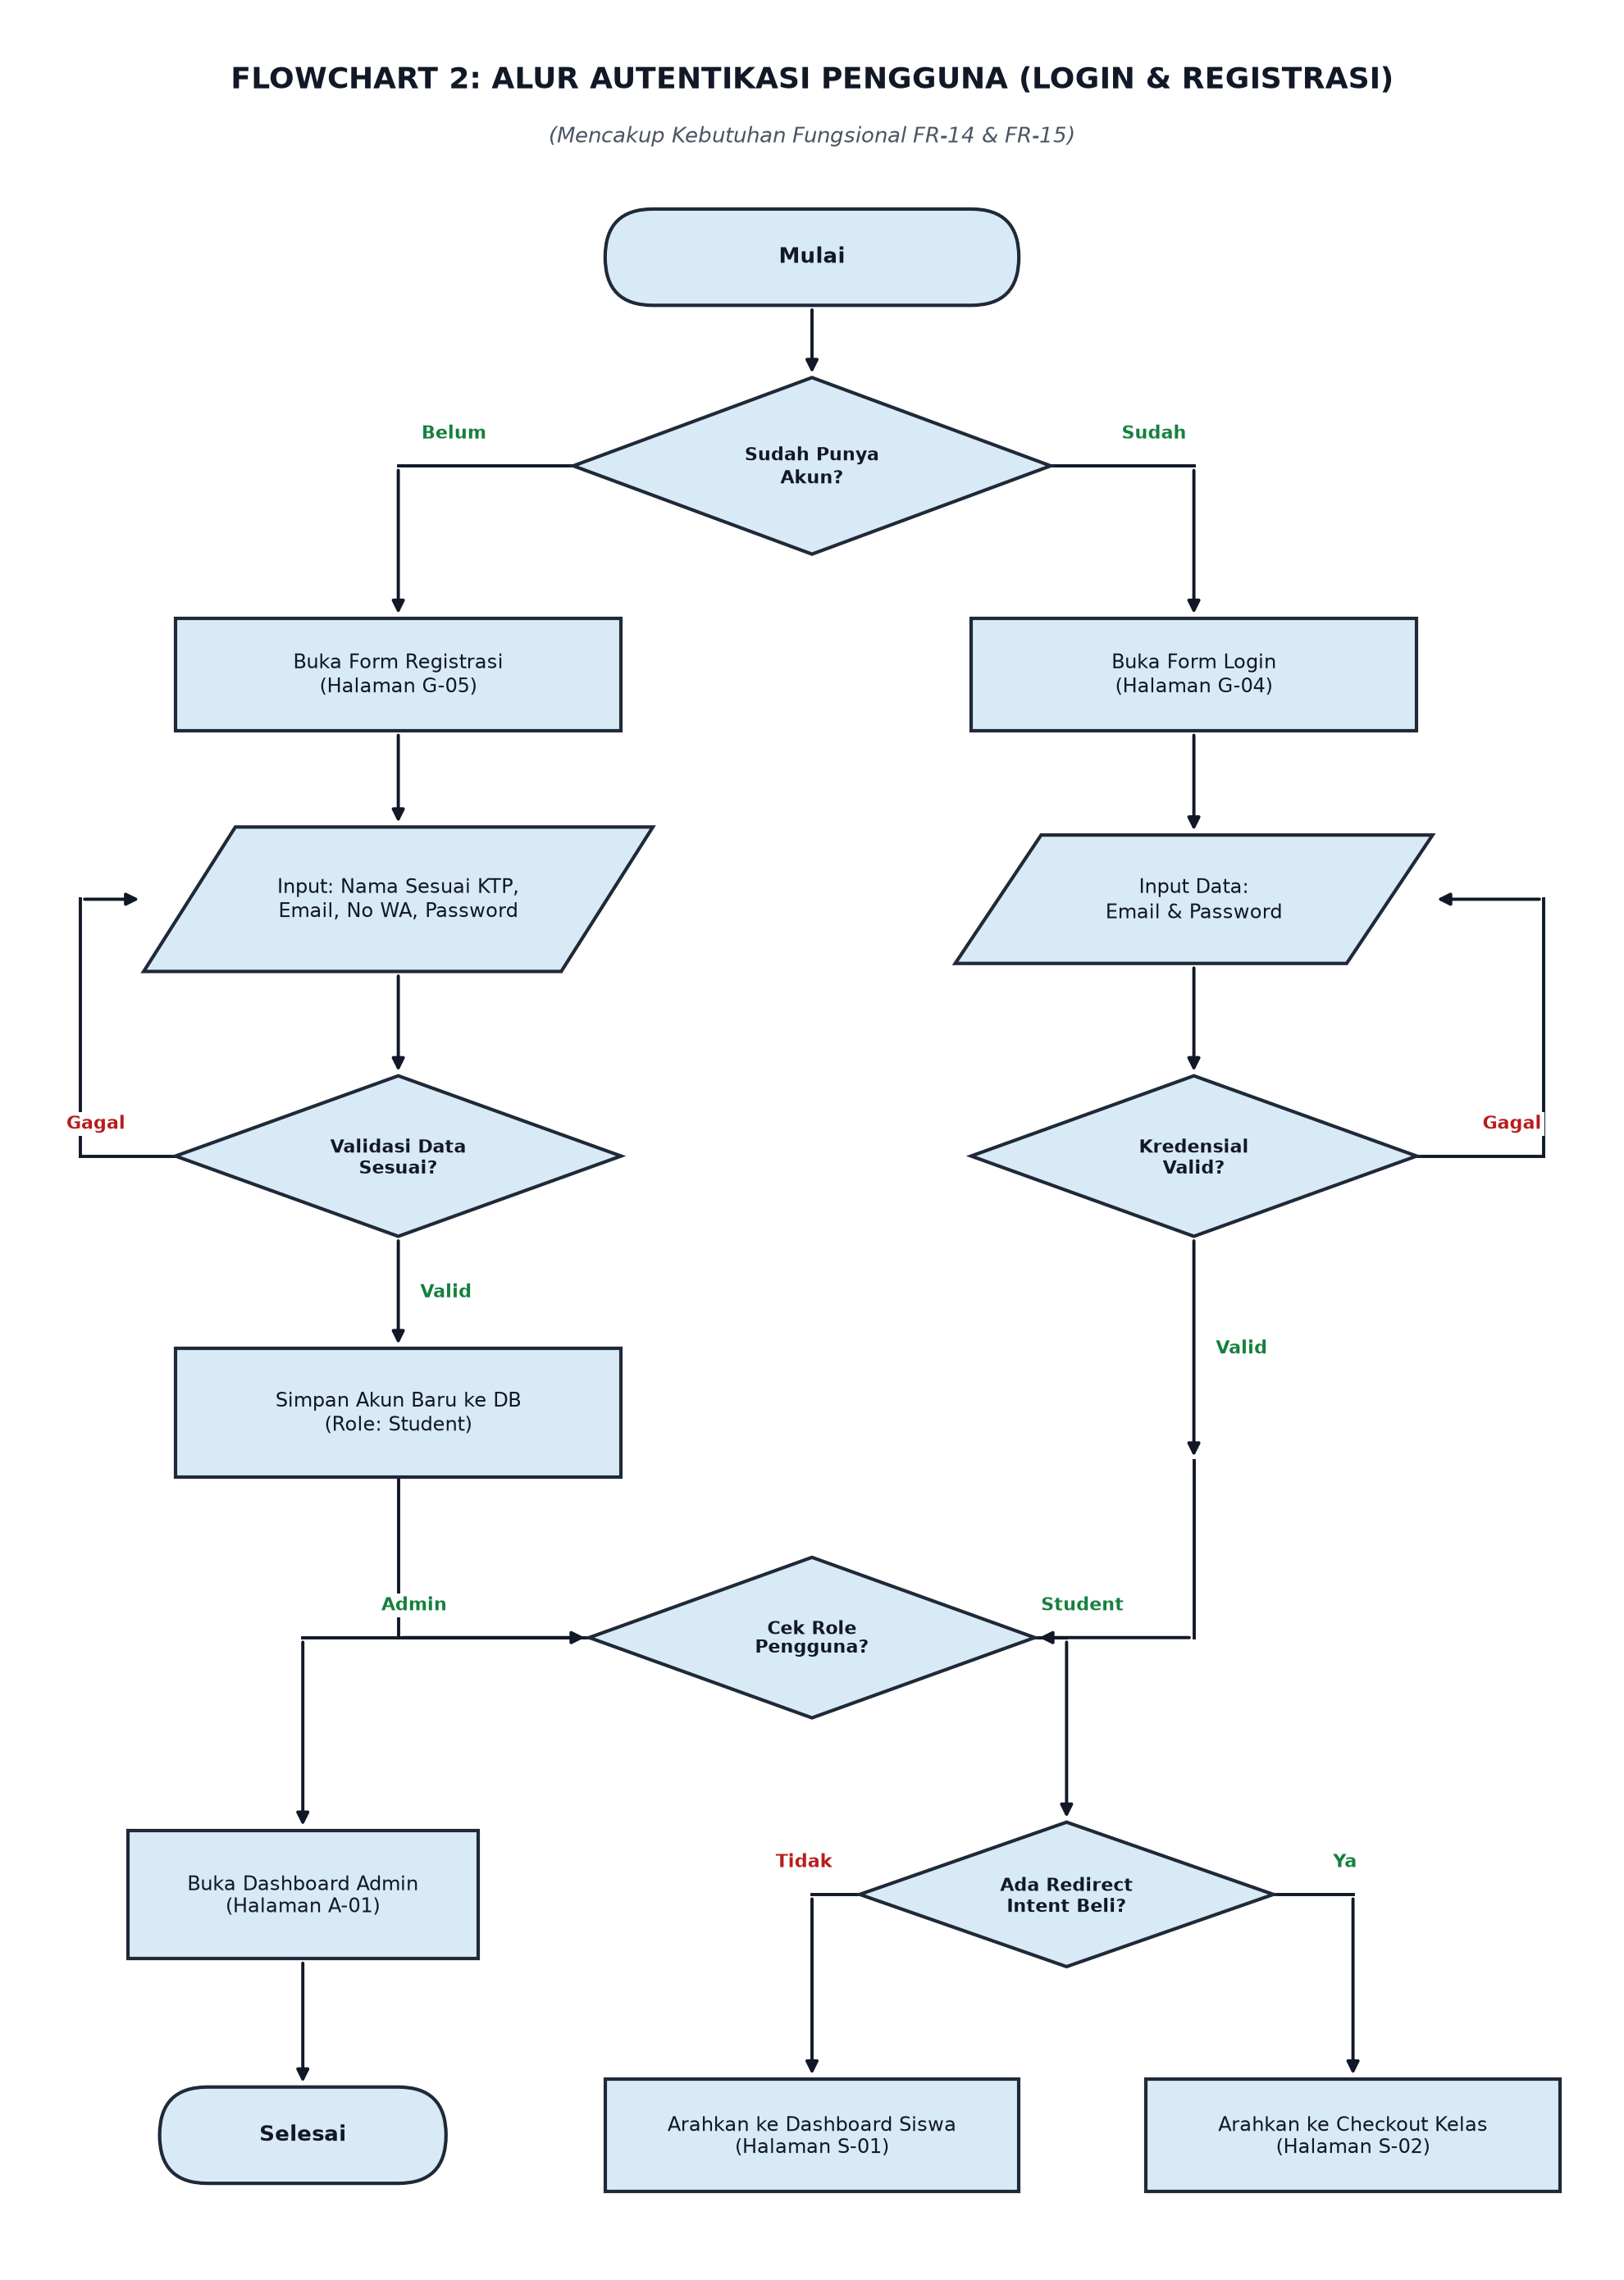 FLOWCHART 2: ALUR AUTENTIKASI PENGGUNA (LOGIN & REGISTRASI)
(Mencakup Kebutuhan Fungsional FR-14 & FR-15)
Mulai
Belum
Sudah
Sudah Punya
Akun?
Buka Form Registrasi
(Halaman G-05)
Buka Form Login
(Halaman G-04)
Input: Nama Sesuai KTP,
Email, No WA, Password
Input Data:
Email & Password
Gagal
Validasi Data
Sesuai?
Kredensial
Valid?
Gagal
Valid
Valid
Simpan Akun Baru ke DB
(Role: Student)
Admin
Cek Role
Pengguna?
Student
Buka Dashboard Admin
(Halaman A-01)
Tidak
Ada Redirect
Intent Beli?
Ya
Selesai
Arahkan ke Dashboard Siswa
(Halaman S-01)
Arahkan ke Checkout Kelas
(Halaman S-02)